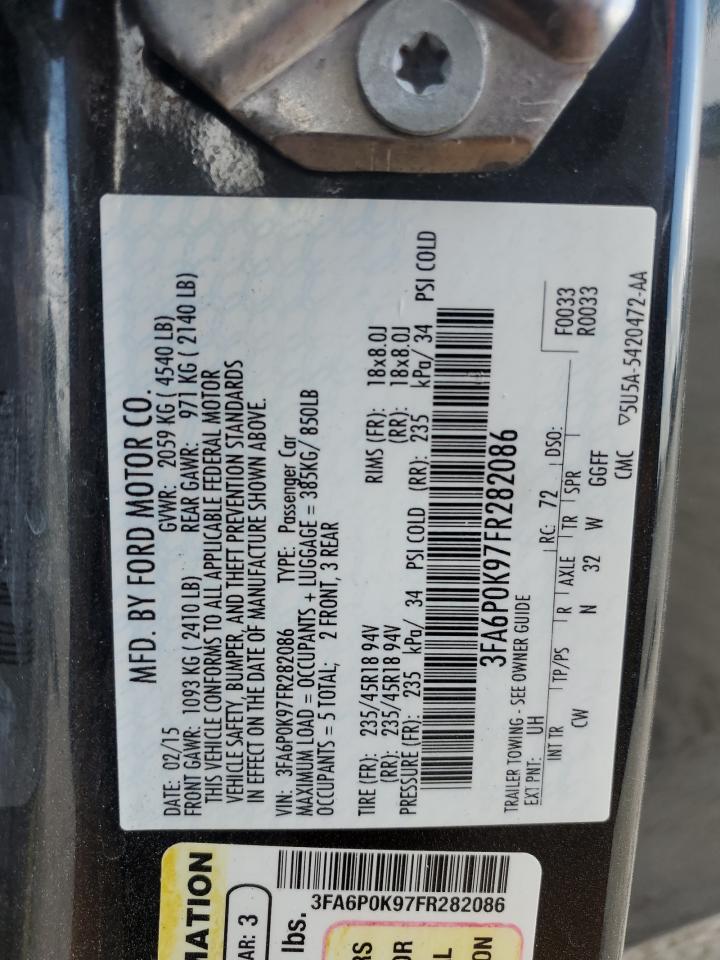 MFD. BY FORD MOTOR CO.
DATE: 02/15 GVWR: 2059 KG ( 4540 LB)
FRONT GAWR: 1093 KG ( 2410 LB) REAR GAWR: 971 KG ( 2140 LB)
THIS VEHICLE CONFORMS TO ALL APPLICABLE FEDERAL MOTOR
VEHICLE SAFETY, BUMPER, AND THEFT PREVENTION STANDARDS
IN EFFECT ON THE DATE OF MANUFACTURE SHOWN ABOVE.
VIN: 3FA6P0K97FR282086 TYPE: Passenger Car
MAXIMUM LOAD = OCCUPANTS + LUGGAGE = 385KG/ 850LB
OCCUPANTS = 5 TOTAL; 2 FRONT, 3 REAR
TIRE (FR): 235/45R18 94V RIMS (FR): 18x8.0J
(RR): 235/45R18 94V (RR): 18x8.0J
PRESSURE (FR): 235 kPa/ 34 PSI COLD (RR): 235 kPa/ 34 PSI COLD
3FA6P0K97FR282086
TRAILER TOWING - SEE OWNER GUIDE
EXT PNT: UH RC: 72 DSO: F0033
R0033
INT TR TP/PS R AXLE TR SPR
CW N 32 W GGFF
CMC ▽5U5A-5420472-AA
MATION
AR: 3
lbs.
3FA6P0K97FR282086
RS
OR
L
ON